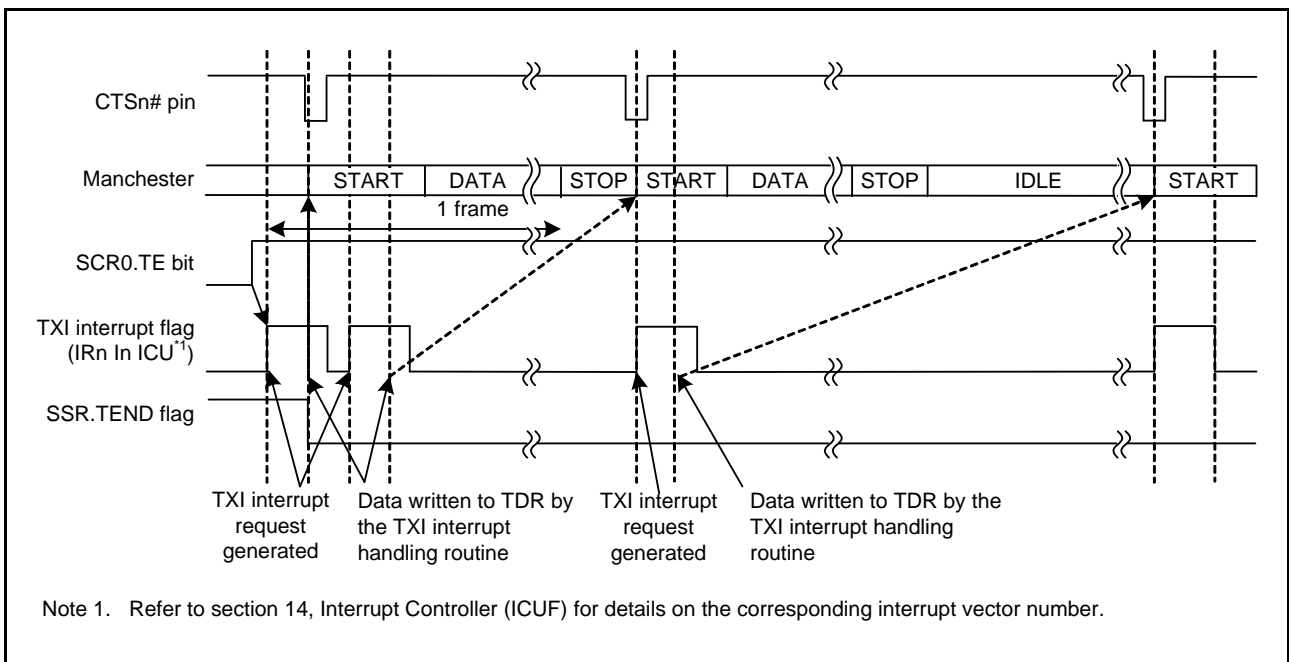 CTSn# pin
Manchester
START DATA STOP START DATA STOP IDLE START
1 frame
SCR0.TE bit
TXI interrupt flag
(IRn In ICU*1)
SSR.TEND flag
TXI interrupt
request
generated
Data written to TDR by
the TXI interrupt
handling routine
TXI interrupt
request
generated
Data written to TDR by the
TXI interrupt handling
routine
Note 1. Refer to section 14, Interrupt Controller (ICUF) for details on the corresponding interrupt vector number.